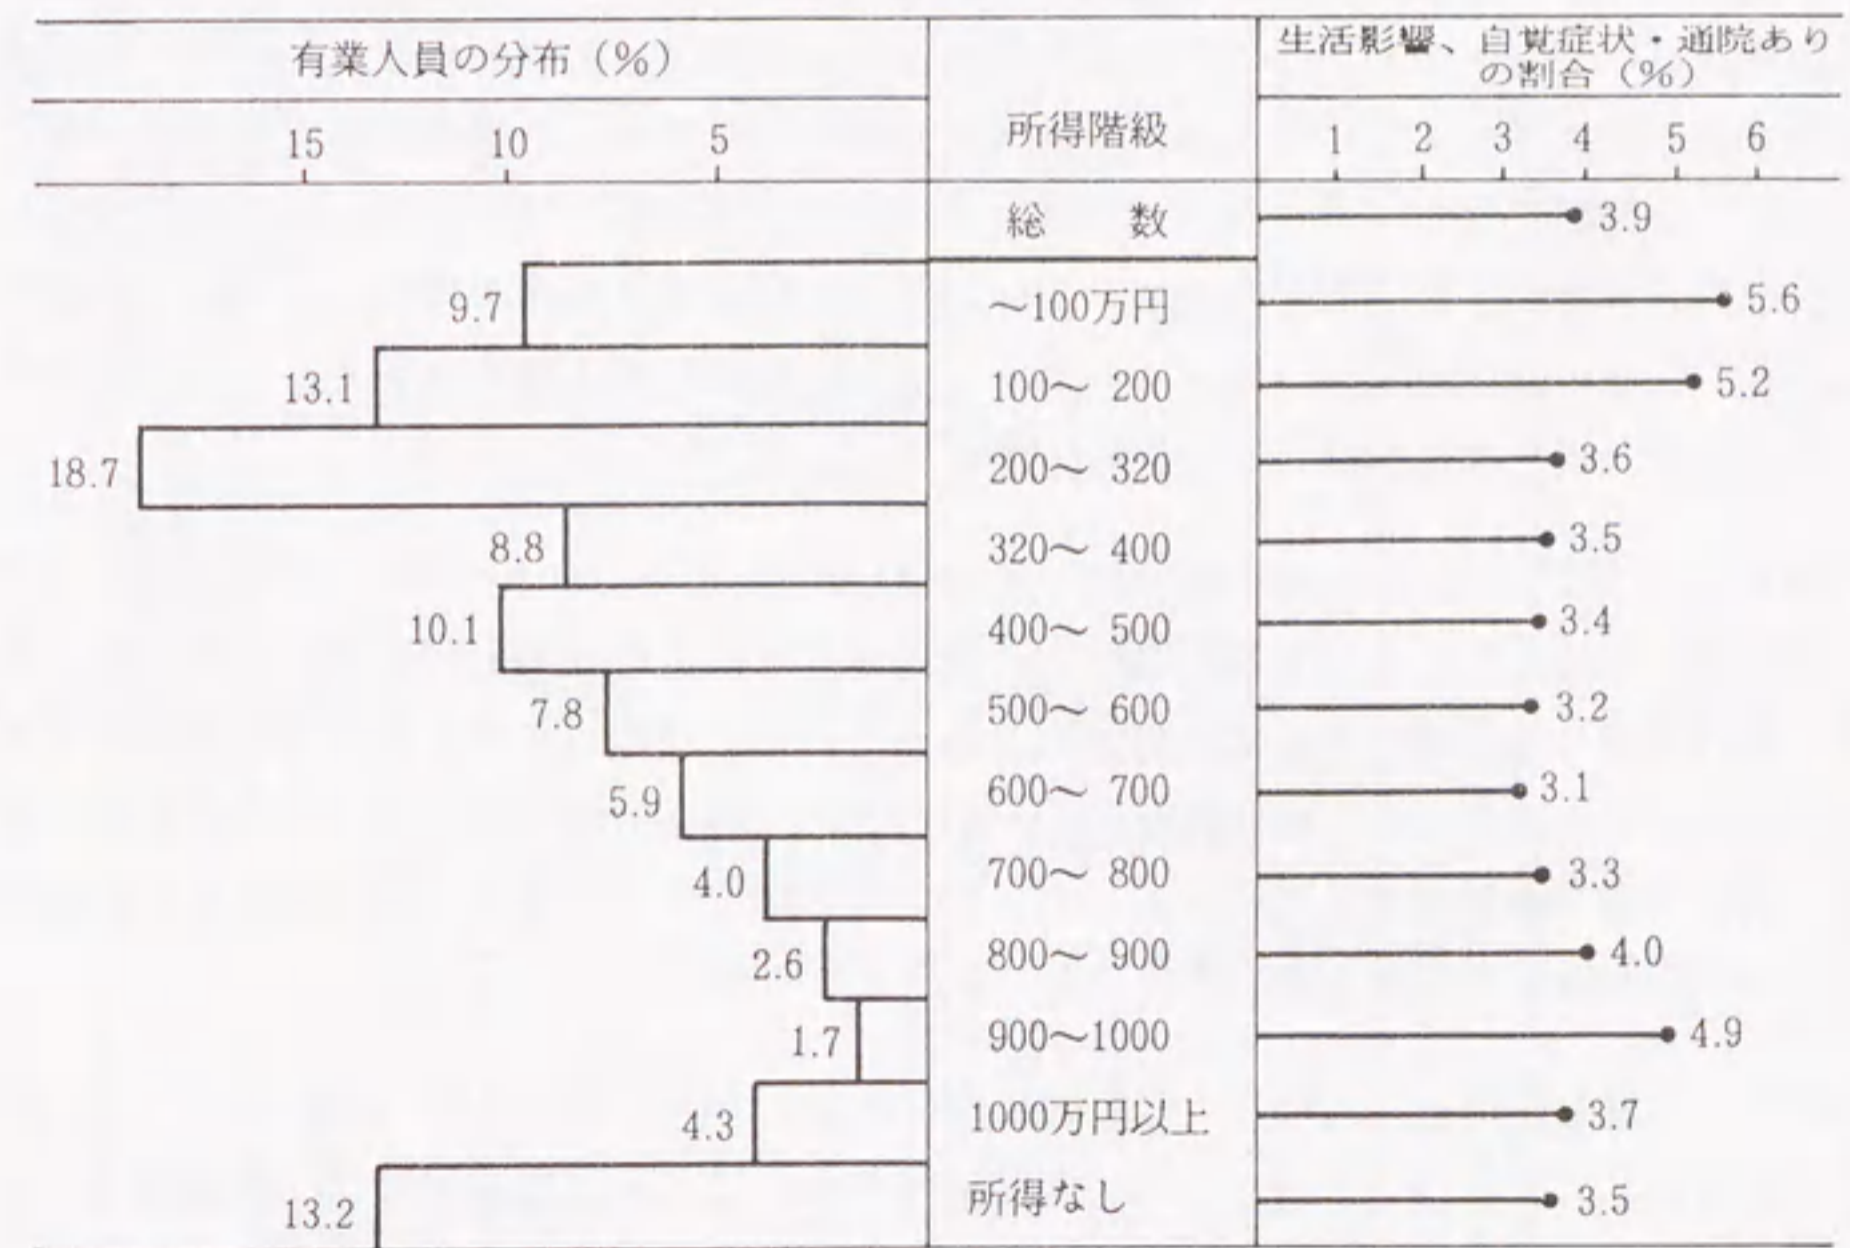 有業人員の分布（％）
所得階級
生活影響、自覚症状・通院あり
の割合（％）
15 10 5
1 2 3 4 5 6
総 数 3.9
9.7 ～100万円 5.6
13.1 100～ 200 5.2
18.7 200～ 320 3.6
8.8 320～ 400 3.5
10.1 400～ 500 3.4
7.8 500～ 600 3.2
5.9 600～ 700 3.1
4.0 700～ 800 3.3
2.6 800～ 900 4.0
1.7 900～1000 4.9
4.3 1000万円以上 3.7
13.2 所得なし 3.5